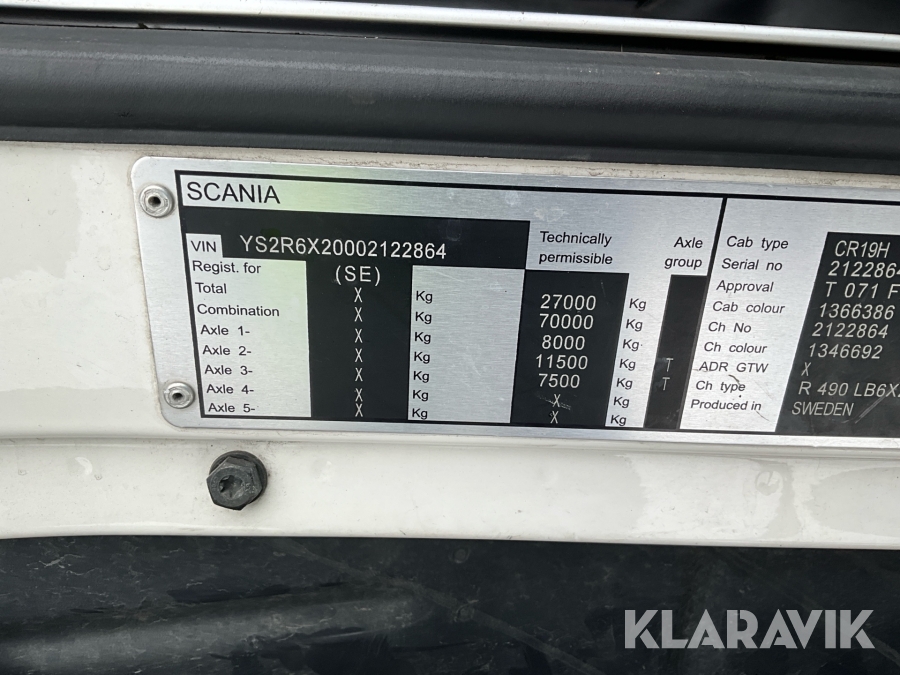 SCANIA
VIN YS2R6X20002122864
Regist. for (SE)
Technically permissible
Axle group
Total X Kg 27000 Kg
Combination X Kg 70000 Kg
Axle 1- X Kg 8000 Kg.
Axle 2- X Kg 11500 Kg T
Axle 3- X Kg 7500 Kg T
Axle 4- X Kg X Kg
Axle 5- X X Kg
Cab type CR19H
Serial no 2122864
Approval T 071 F
Cab colour 1366386
Ch No 2122864
Ch colour 1346692
ADR GTW X
Ch type R 490 LB6X2
Produced in SWEDEN
KLARAVIK